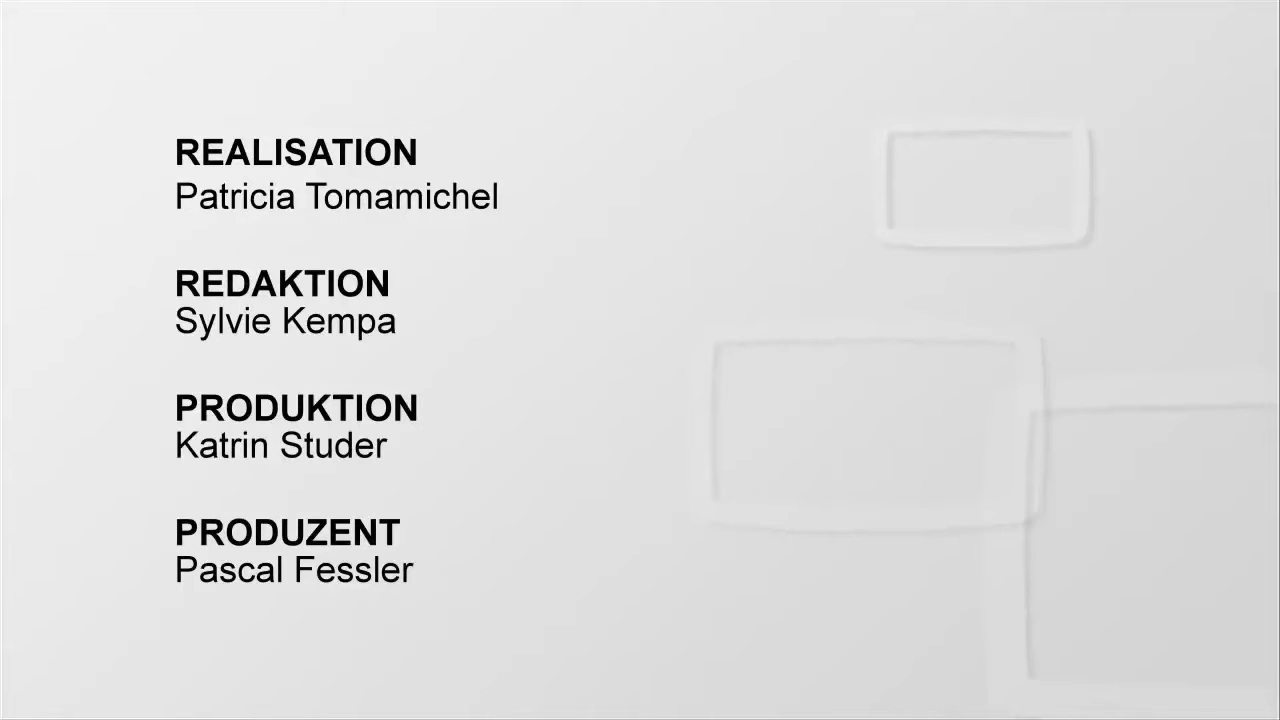 REALISATION
Patricia Tomamichel
REDAKTION
Sylvie Kempa
PRODUKTION
Katrin Studer
PRODUZENT
Pascal Fessler